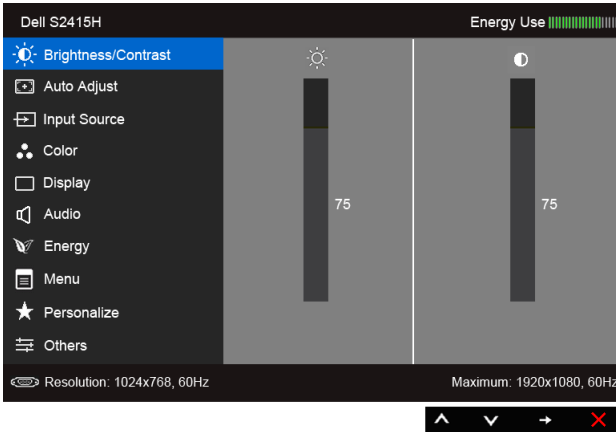 Dell S2415H
Energy Use
Brightness/Contrast
Auto Adjust
Input Source
Color
Display
75
75
Audio
Energy
Menu
Personalize
Others
Resolution: 1024x768, 60Hz
Maximum: 1920x1080, 60Hz